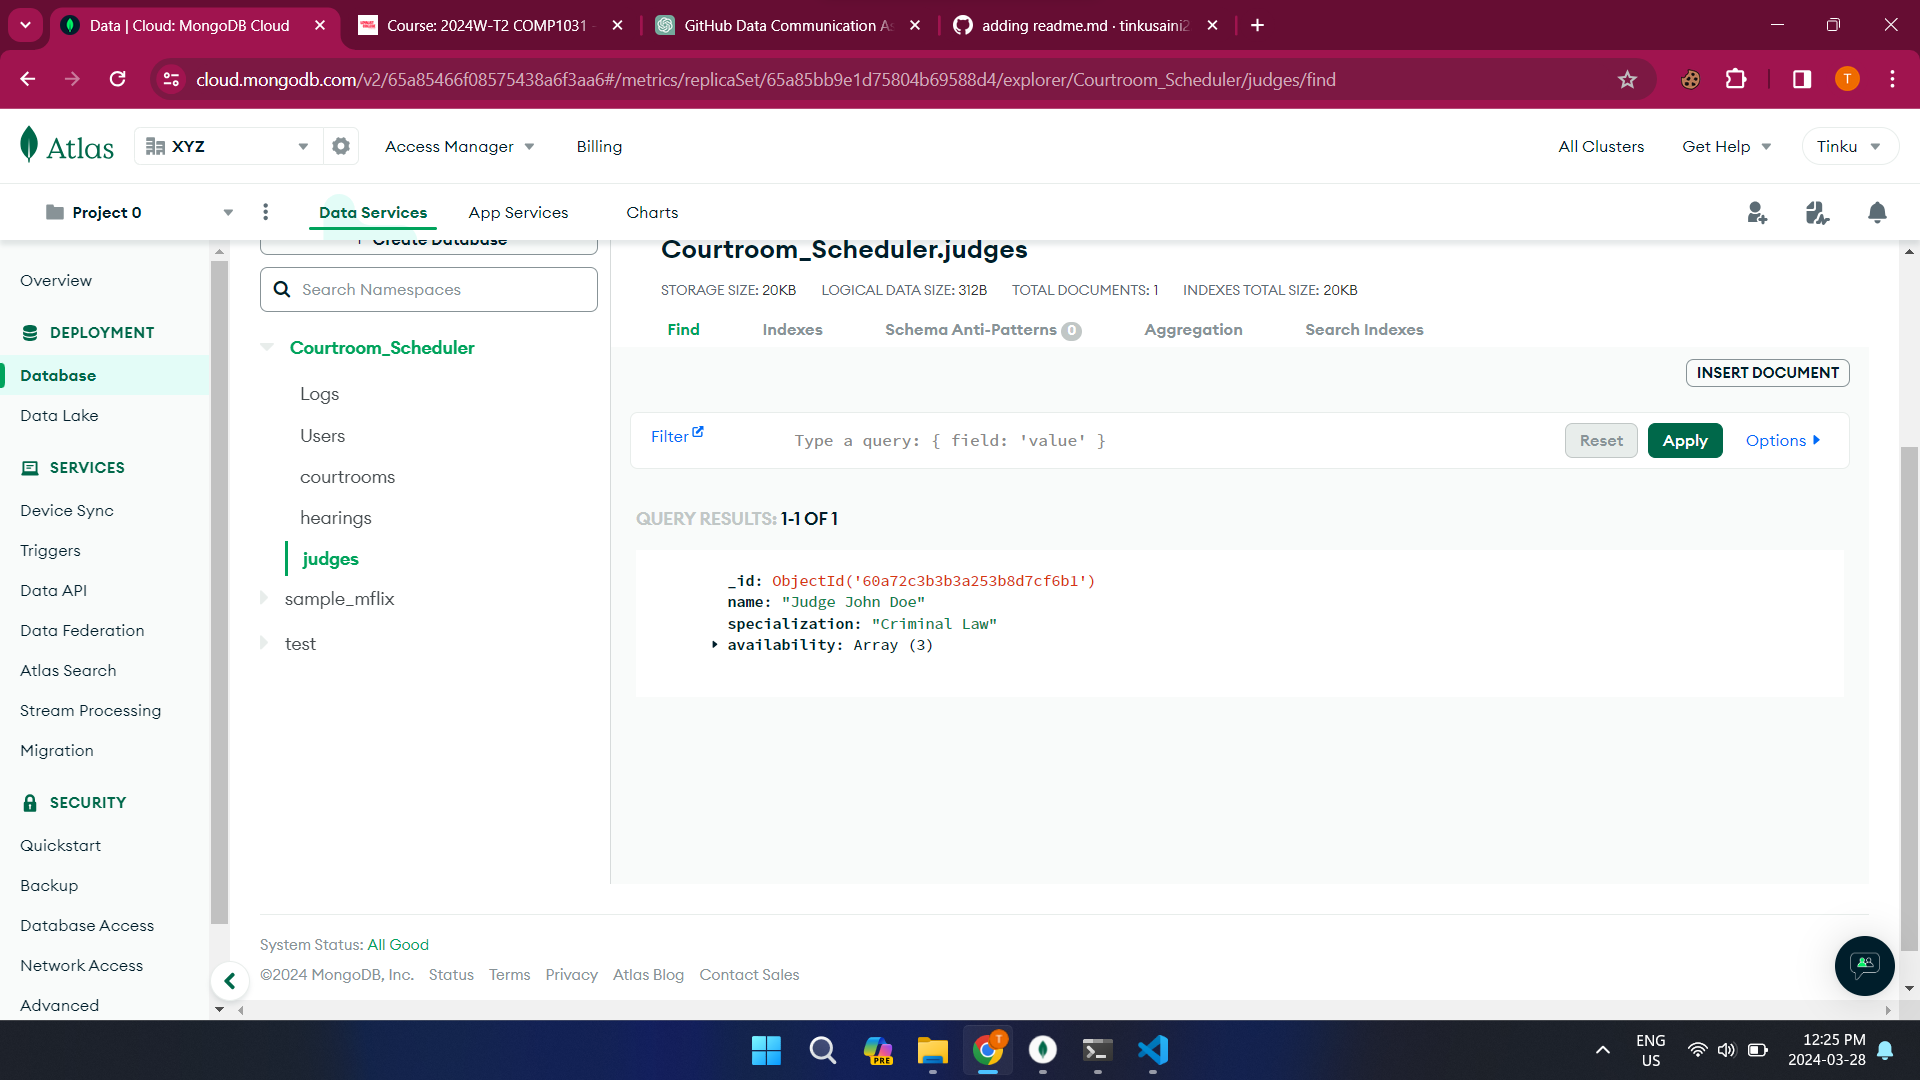 Data | Cloud: MongoDB Cloud
Course: 2024W-T2 COMP1031 -
GitHub Data Communication As
adding readme.md · tinkusaini2
cloud.mongodb.com/v2/65a85466f08575438a6f3aa6#/metrics/replicaSet/65a85bb9e1d75804b69588d4/explorer/Courtroom_Scheduler/judges/find
T
Atlas
XYZ
Access Manager
Billing
All Clusters
Get Help
Tinku
Project 0
Data Services
App Services
Charts
Overview
DEPLOYMENT
Database
Data Lake
SERVICES
Device Sync
Triggers
Data API
Data Federation
Atlas Search
Stream Processing
Migration
SECURITY
Quickstart
Backup
Database Access
Network Access
Advanced
+ Create Database
Search Namespaces
Courtroom_Scheduler
Logs
Users
courtrooms
hearings
judges
sample_mflix
test
Courtroom_Scheduler.judges
STORAGE SIZE: 20KB LOGICAL DATA SIZE: 312B TOTAL DOCUMENTS: 1 INDEXES TOTAL SIZE: 20KB
Find Indexes Schema Anti-Patterns 0 Aggregation Search Indexes
INSERT DOCUMENT
Filter Type a query: { field: 'value' } Reset Apply Options
QUERY RESULTS: 1-1 OF 1
_id: ObjectId('60a72c3b3b3a253b8d7cf6b1')
name: "Judge John Doe"
specialization: "Criminal Law"
availability: Array (3)
System Status: All Good
©2024 MongoDB, Inc. Status Terms Privacy Atlas Blog Contact Sales
PRE
T
ENG
US
12:25 PM
2024-03-28